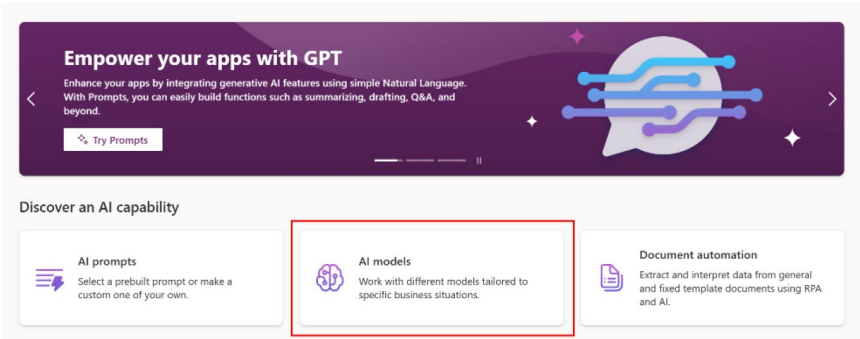 Empower your apps with GPT
Enhance your apps by integrating generative AI features using simple Natural Language.
With Prompts, you can easily build functions such as summarizing, drafting, Q&A, and
beyond.
Try Prompts
Discover an AI capability
AI prompts
Select a prebuilt prompt or make a
custom one of your own.
AI models
Work with different models tailored to
specific business situations.
Document automation
Extract and interpret data from general
and fixed template documents using RPA
and AI.